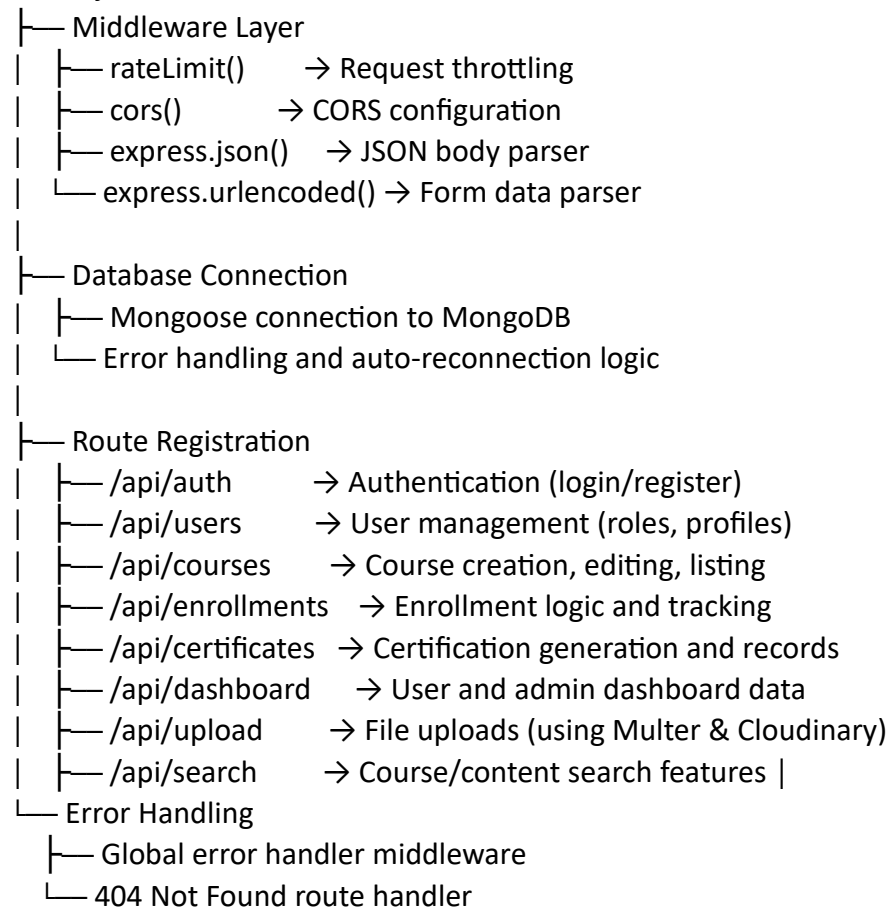 ├── Middleware Layer
│ ├── rateLimit() → Request throttling
│ ├── cors() → CORS configuration
│ ├── express.json() → JSON body parser
│ └── express.urlencoded() → Form data parser
│
├── Database Connection
│ ├── Mongoose connection to MongoDB
│ └── Error handling and auto-reconnection logic
│
├── Route Registration
│ ├── /api/auth → Authentication (login/register)
│ ├── /api/users → User management (roles, profiles)
│ ├── /api/courses → Course creation, editing, listing
│ ├── /api/enrollments → Enrollment logic and tracking
│ ├── /api/certificates → Certification generation and records
│ ├── /api/dashboard → User and admin dashboard data
│ ├── /api/upload → File uploads (using Multer & Cloudinary)
│ ├── /api/search → Course/content search features │
└── Error Handling
├── Global error handler middleware
└── 404 Not Found route handler